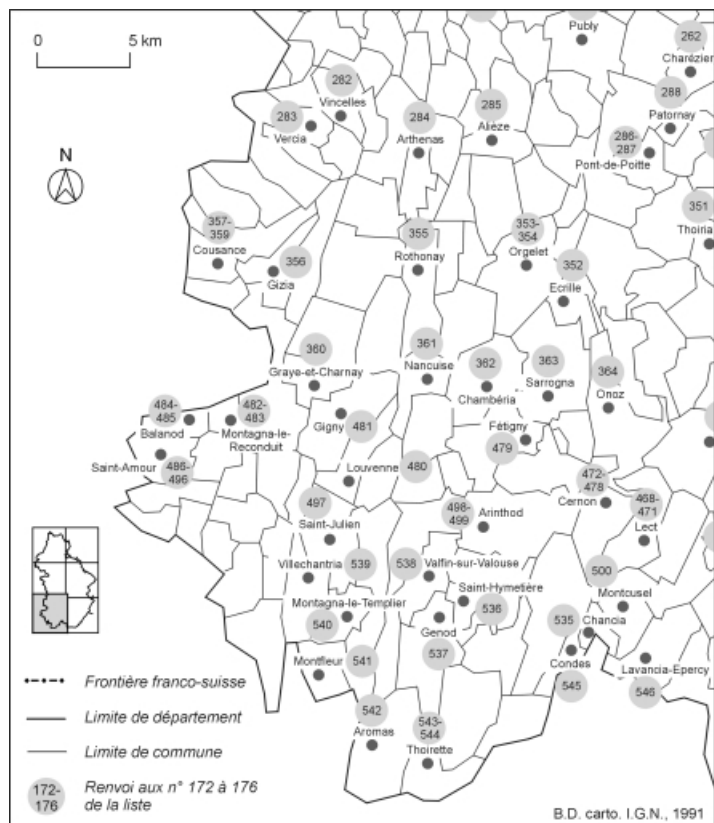 0 5 km
Publy
262
Charézier
282
Vincelles
283
Vercia
284
Arthenas
285
Alièze
288
Patornay
286-
287
Pont-de-Poitte
N
351
Thoiria
357-
359
Cousance
356
Gizia
355
Rothonay
353-
354
Orgelet
352
Ecrille
360
Graye-et-Charnay
361
Nancuise
362
Chambéria
363
Sarrogna
364
Onoz
484-
485
Balanod
482-
483
Montagna-le-
Reconduit
Gigny
481
Fétigny
479
Saint-Amour
486-
496
Louvenne
480
472-
478
Cernon
468-
471
Lect
497
Saint-Julien
498-
499
Arinthod
Villechantria
539
538
Valfin-sur-Valouse
500
Montcusel
Saint-Hymetière
536
Montagna-le-Templier
540
Genod
537
535
Chancia
Condes
545
Lavancia-Epercy
546
Montfleur
541
542
Aromas
543-
544
Thoirette
Frontière franco-suisse
Limite de département
Limite de commune
172-
176
Renvoi aux n° 172 à 176
de la liste
B.D. carto. I.G.N., 1991